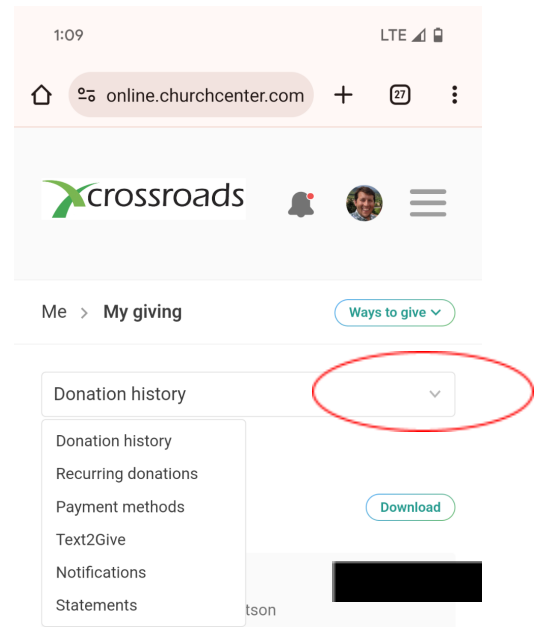 1:09 LTE
online.churchcenter.com 27
crossroads
Me > My giving Ways to give
Donation history
Donation history
Recurring donations
Payment methods Download
Text2Give
Notifications
Statements
tson